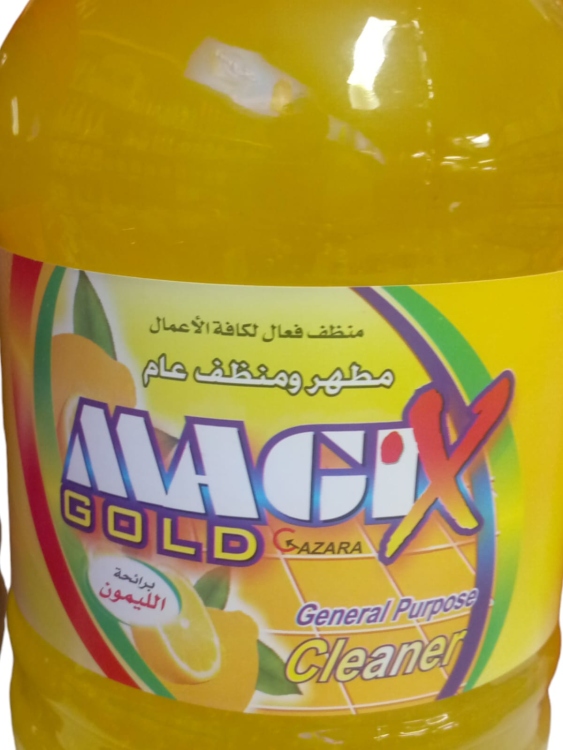 منظف فعال لكافة الأعمال
مطهر ومنظف عام
MAGiX
GOLD
GAZARA
برائحة
الليمون
General Purpose
Cleaner